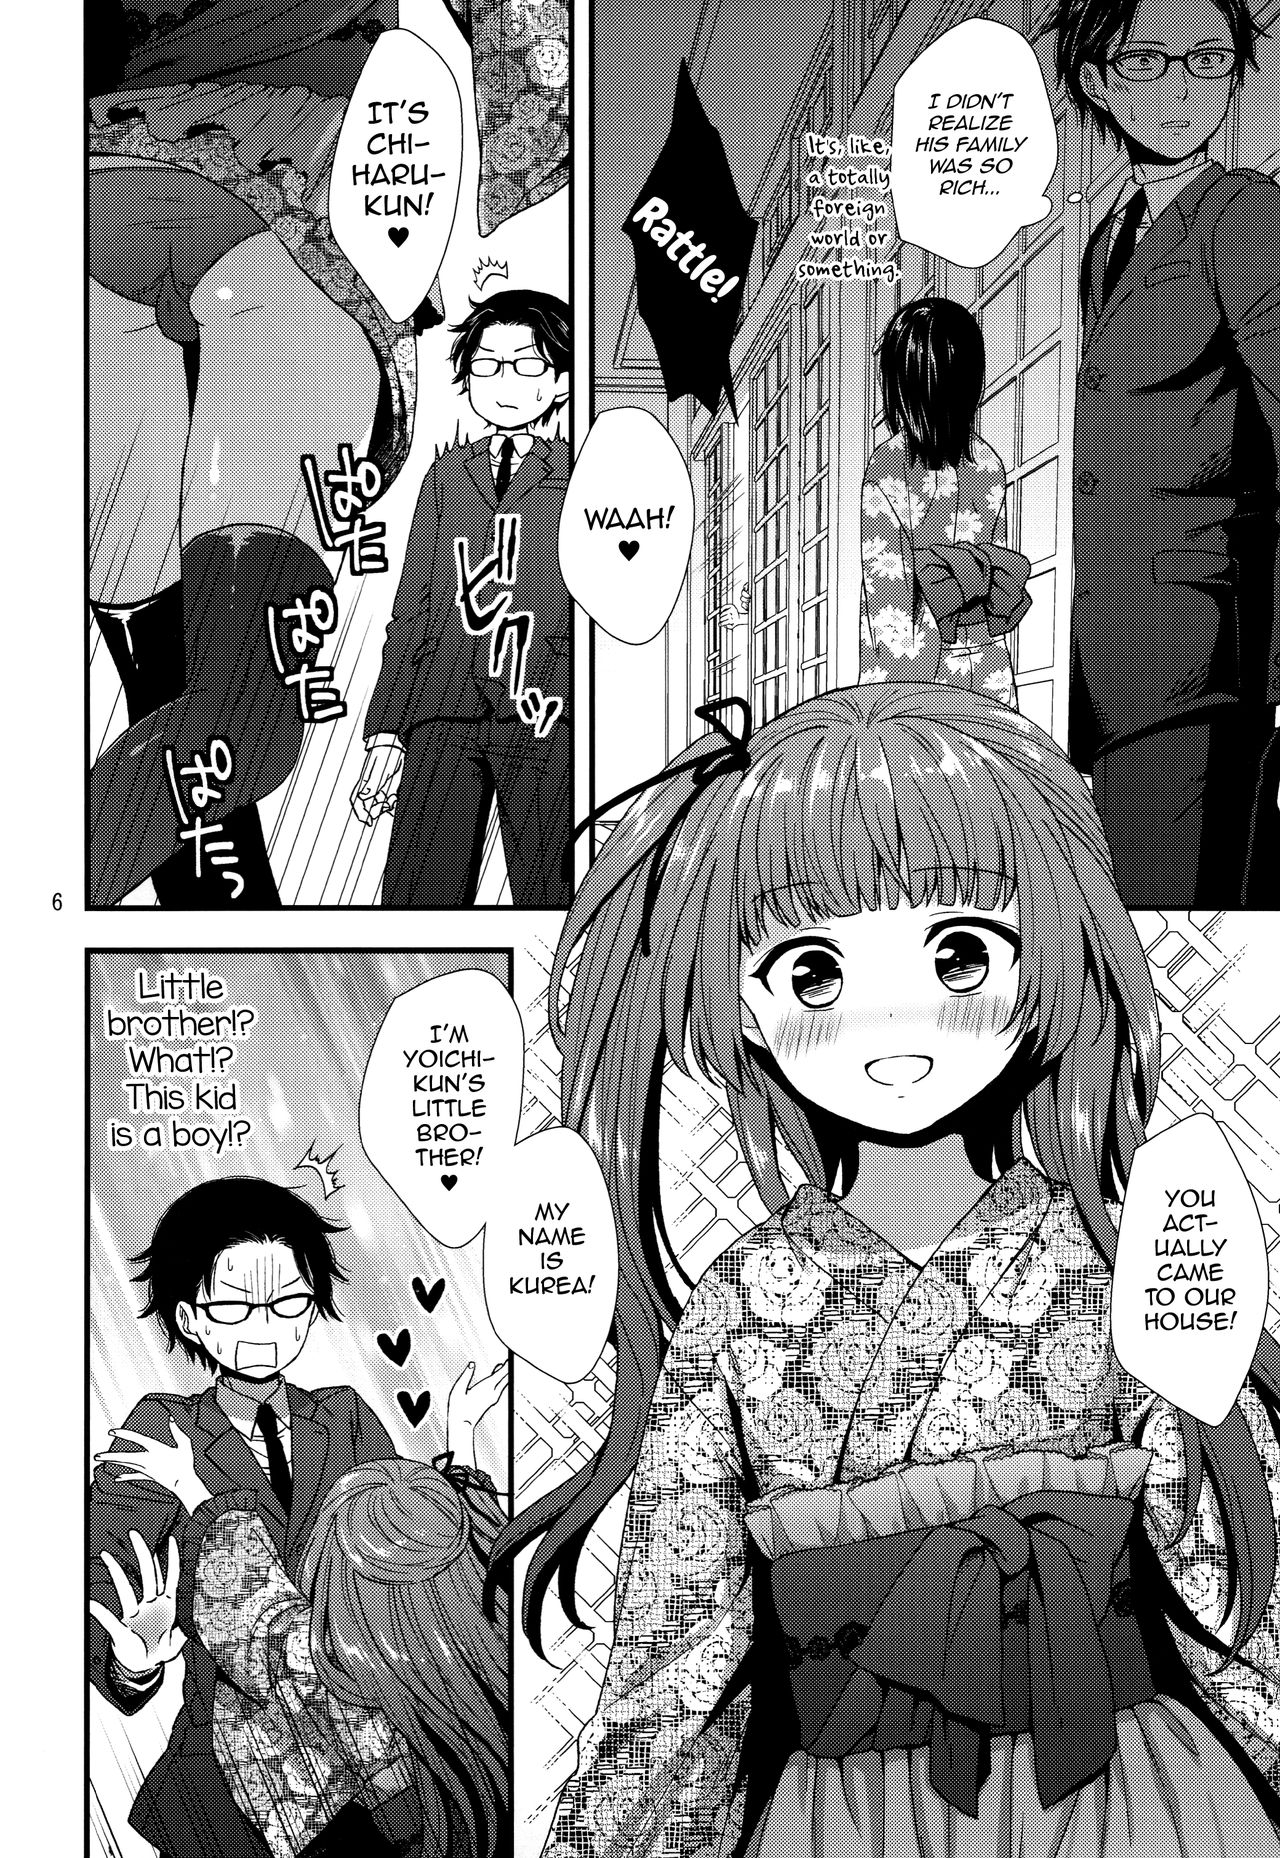 I DIDN'T
REALIZE
HIS FAMILY
WAS SO
RICH...
It's, like,
a totally
foreign
world or
something.
Rattle!
WAAH!
♥
IT'S
CHI-
HARU-
KUN!
♥
ビクッ
ぱた
ぱた
ぱたっ
YOU
ACT-
UALLY
CAME
TO OUR
HOUSE!
MY
NAME
IS
KUREA!
I'M
YOICHI-
KUN'S
LITTLE
BRO-
THER!
♥
Little
brother!?
What!?
This kid
is a boy!?
6